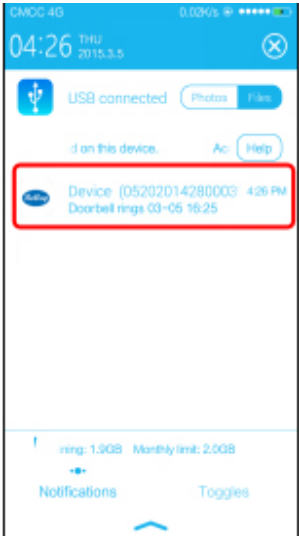 CMCC 4G 0.02K/s
04:26 THU
2015.3.5
USB connected Photos Files
d on this device. Ac Help
Device (05202014280003 4:26 PM
Doorbell rings 03-05 16:25
ning: 1.9GB Monthly limit: 2.0GB
Notifications Toggles